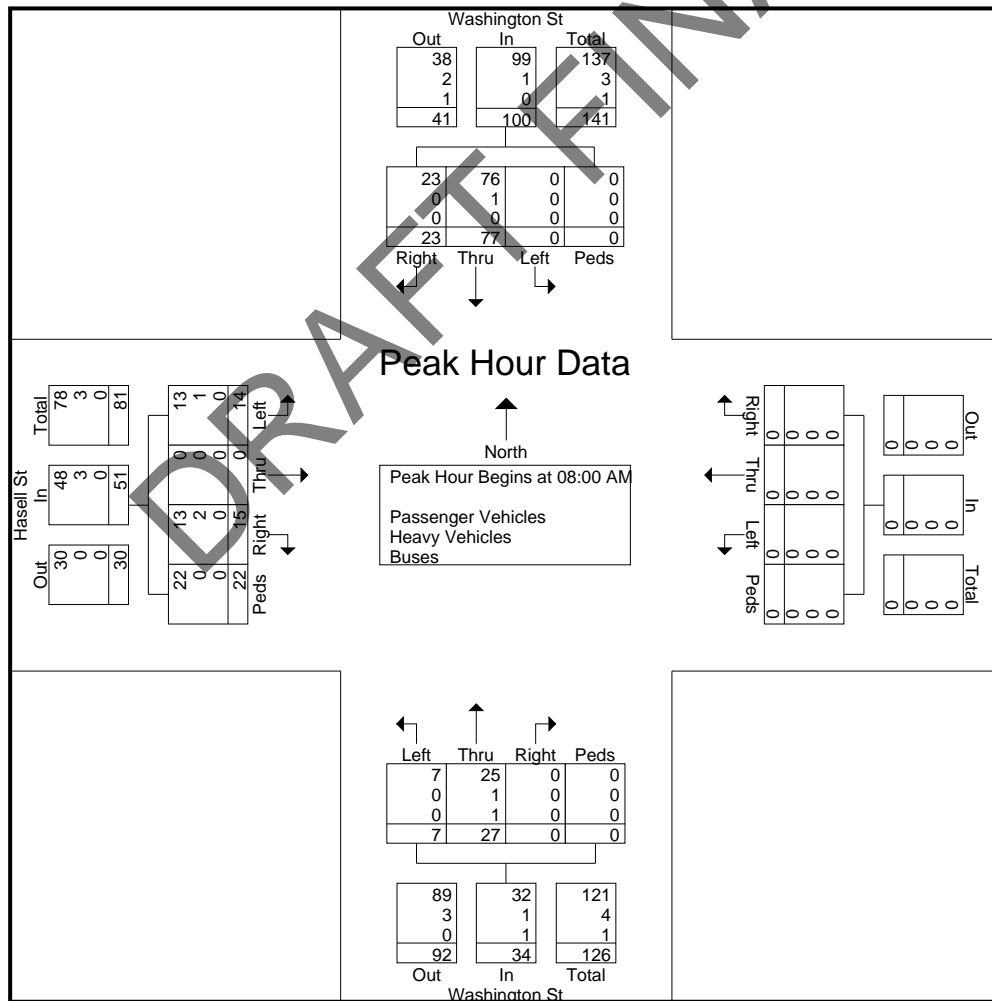 Washington St
Out In Total
38 99 137
2 1 3
1 0 1
41 100 141
23 76 0 0
0 1 0 0
0 0 0 0
23 77 0 0
Right Thru Left Peds
Peak Hour Data
North
Peak Hour Begins at 08:00 AM
Passenger Vehicles
Heavy Vehicles
Buses
Hasell St
Total In Out
78 48 30
3 3 0
0 0 0
81 51 30
13 0 13 22
1 0 2 0
0 0 0 0
14 0 15 22
Left Thru Right Peds
Right Thru Left Peds
0 0 0 0
0 0 0 0
0 0 0 0
0 0 0 0
Out In Total
0 0 0
0 0 0
0 0 0
0 0 0
Left Thru Right Peds
7 25 0 0
0 1 0 0
0 1 0 0
7 27 0 0
89 32 121
3 1 4
0 1 1
92 34 126
Out In Total
Washington St
DRAFT FINA